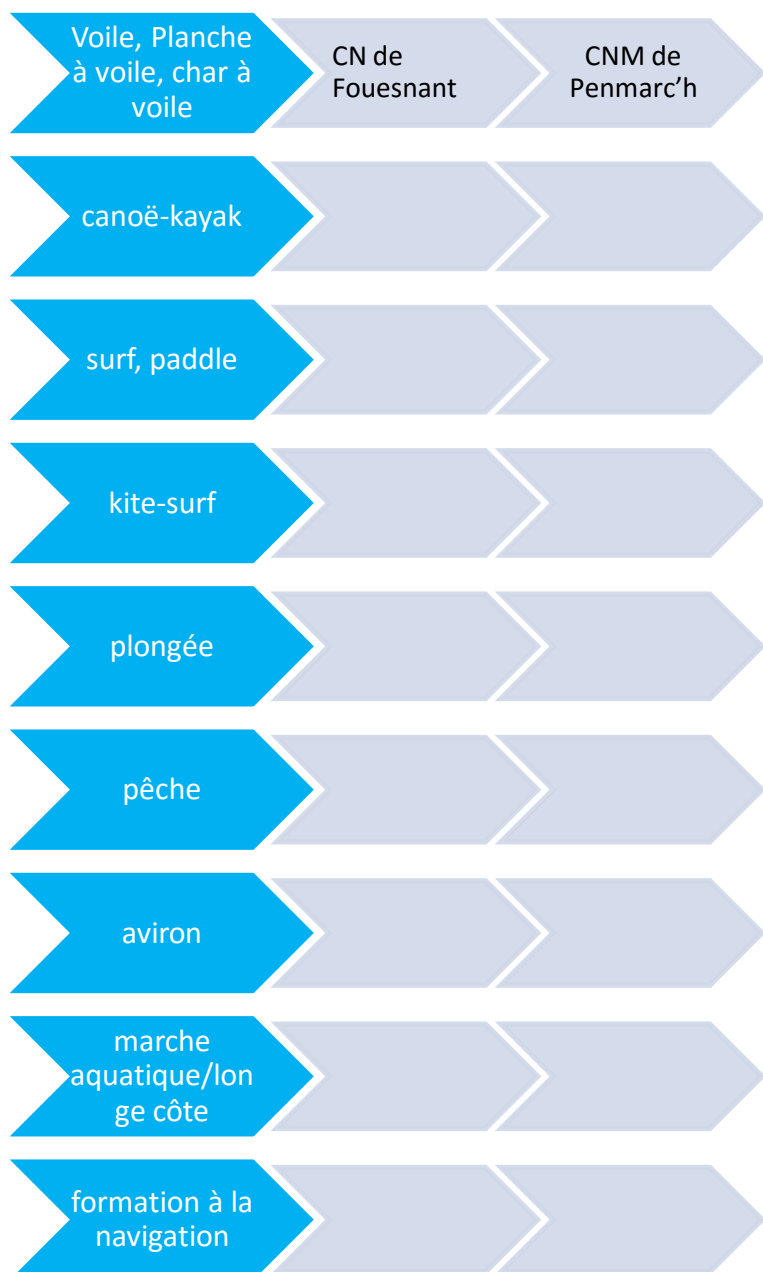 Voile, Planche
à voile, char à
voile
CN de
Fouesnant
CNM de
Penmarc’h
canoë-kayak
surf, paddle
kite-surf
plongée
pêche
aviron
marche
aquatique/lon
ge côte
formation à la
navigation